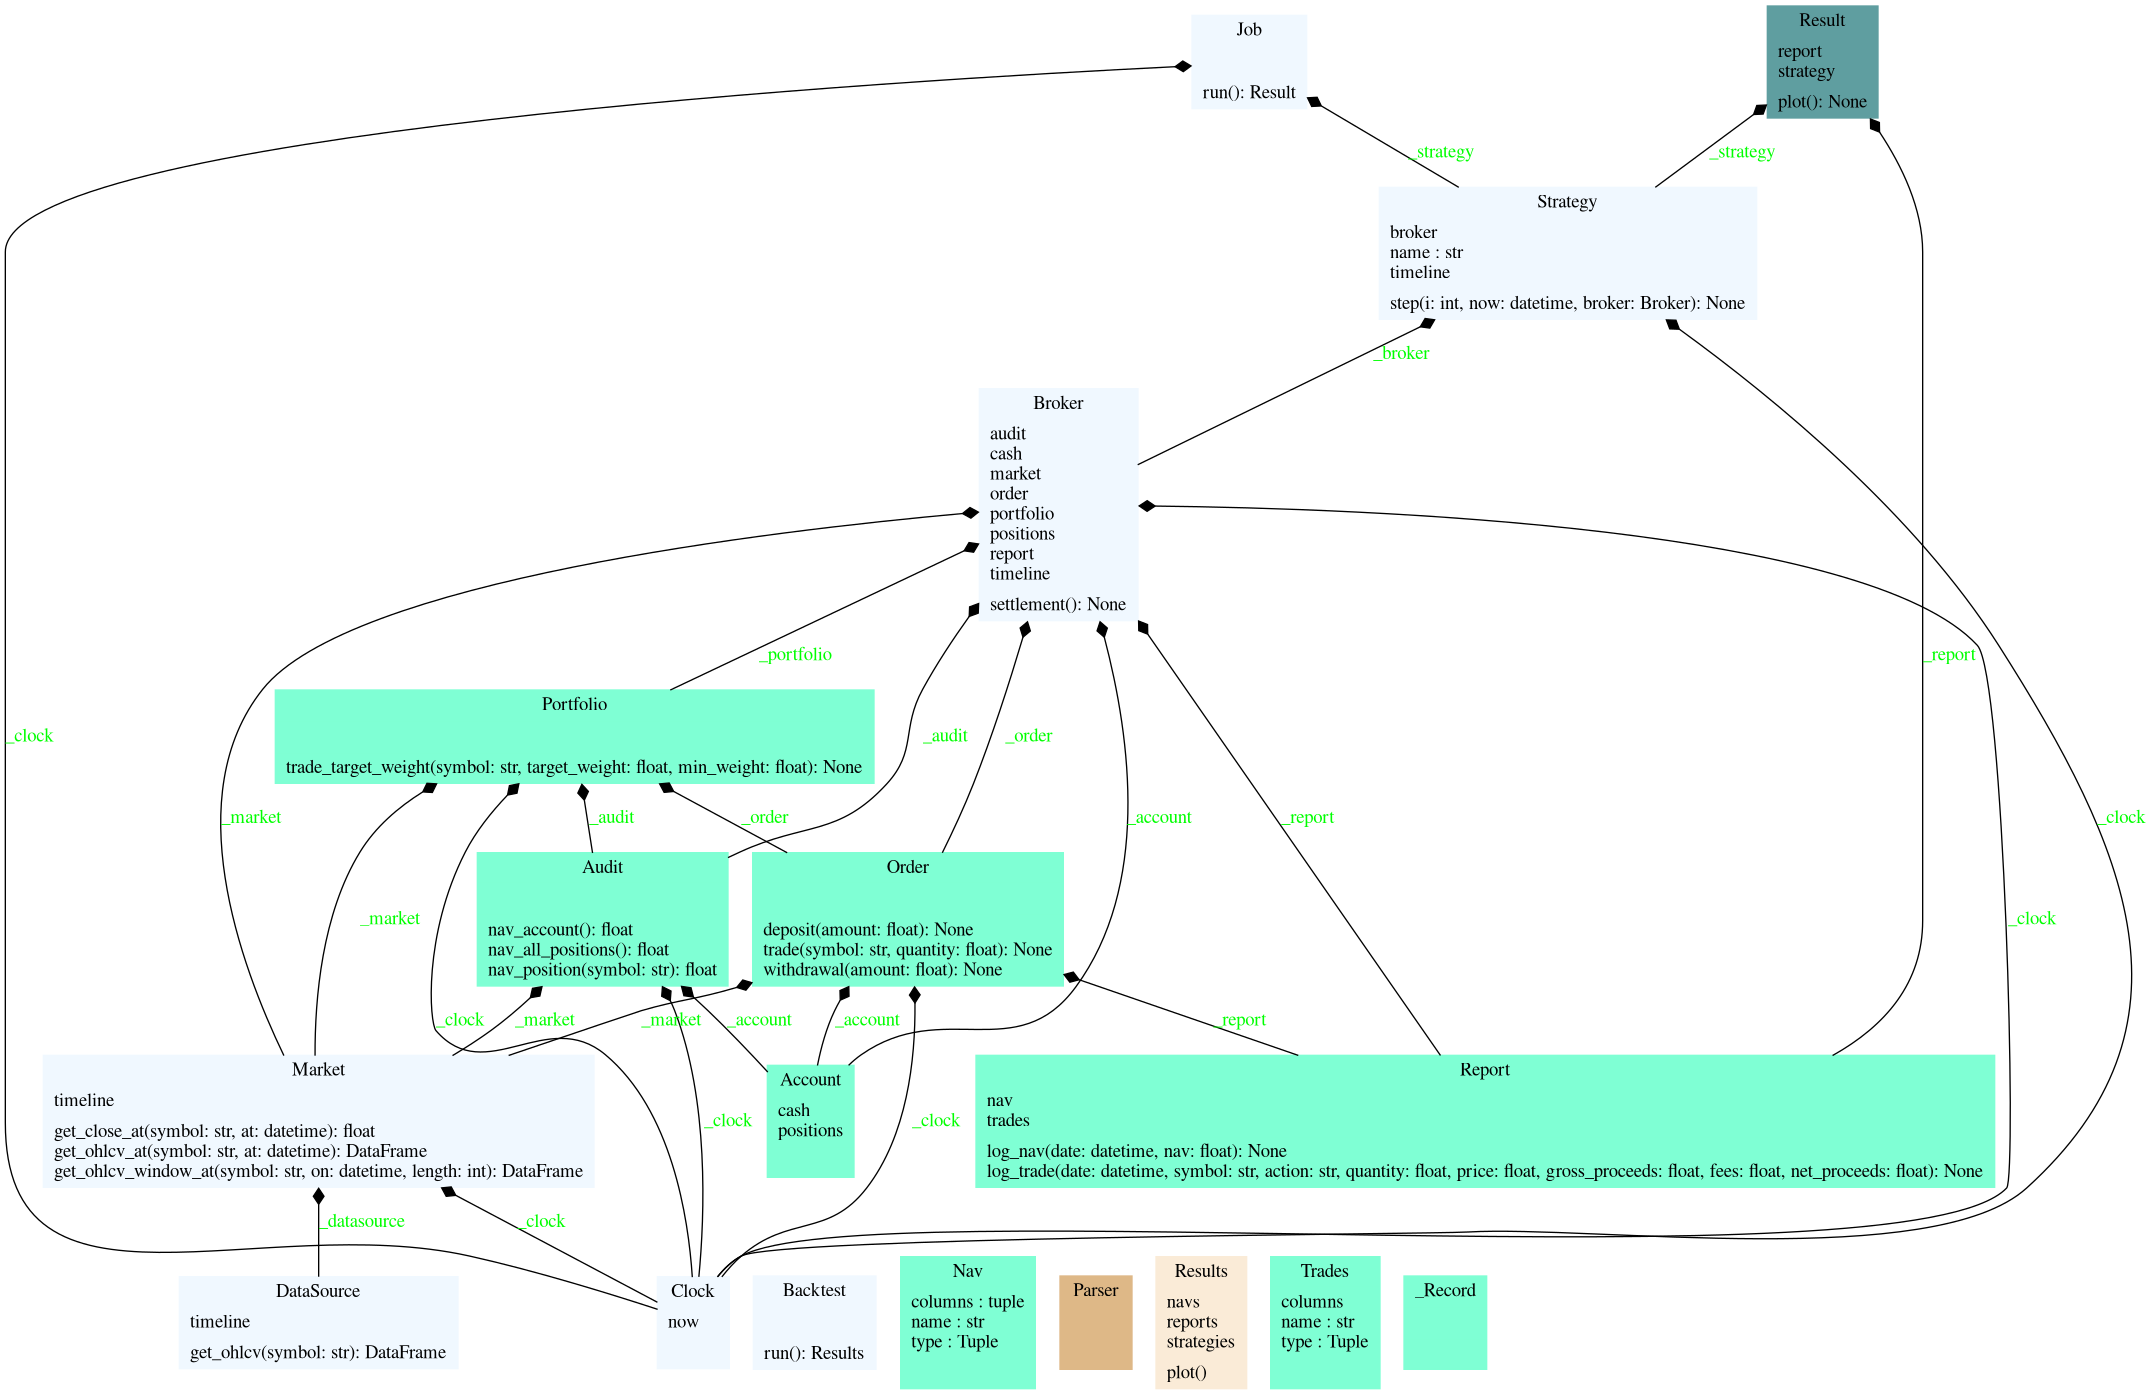 Job
run(): Result
Result
report
strategy
plot(): None
_strategy
_strategy
Strategy
broker
name : str
timeline
step(i: int, now: datetime, broker: Broker): None
_broker
Broker
audit
cash
market
order
portfolio
positions
report
timeline
settlement(): None
_portfolio
_report
Portfolio
trade_target_weight(symbol: str, target_weight: float, min_weight: float): None
_clock
_audit
_order
_market
_audit
_order
_account
_report
_clock
Audit
nav_account(): float
nav_all_positions(): float
nav_position(symbol: str): float
Order
deposit(amount: float): None
trade(symbol: str, quantity: float): None
withdrawal(amount: float): None
_market
_clock
_clock
_market
_market
_account
_account
_report
Market
timeline
get_close_at(symbol: str, at: datetime): float
get_ohlcv_at(symbol: str, at: datetime): DataFrame
get_ohlcv_window_at(symbol: str, on: datetime, length: int): DataFrame
_clock
Account
cash
positions
_clock
Report
nav
trades
log_nav(date: datetime, nav: float): None
log_trade(date: datetime, symbol: str, action: str, quantity: float, price: float, gross_proceeds: float, fees: float, net_proceeds: float): None
_datasource
_clock
DataSource
timeline
get_ohlcv(symbol: str): DataFrame
Clock
now
Backtest
run(): Results
Nav
columns : tuple
name : str
type : Tuple
Parser
Results
navs
reports
strategies
plot()
Trades
columns
name : str
type : Tuple
_Record